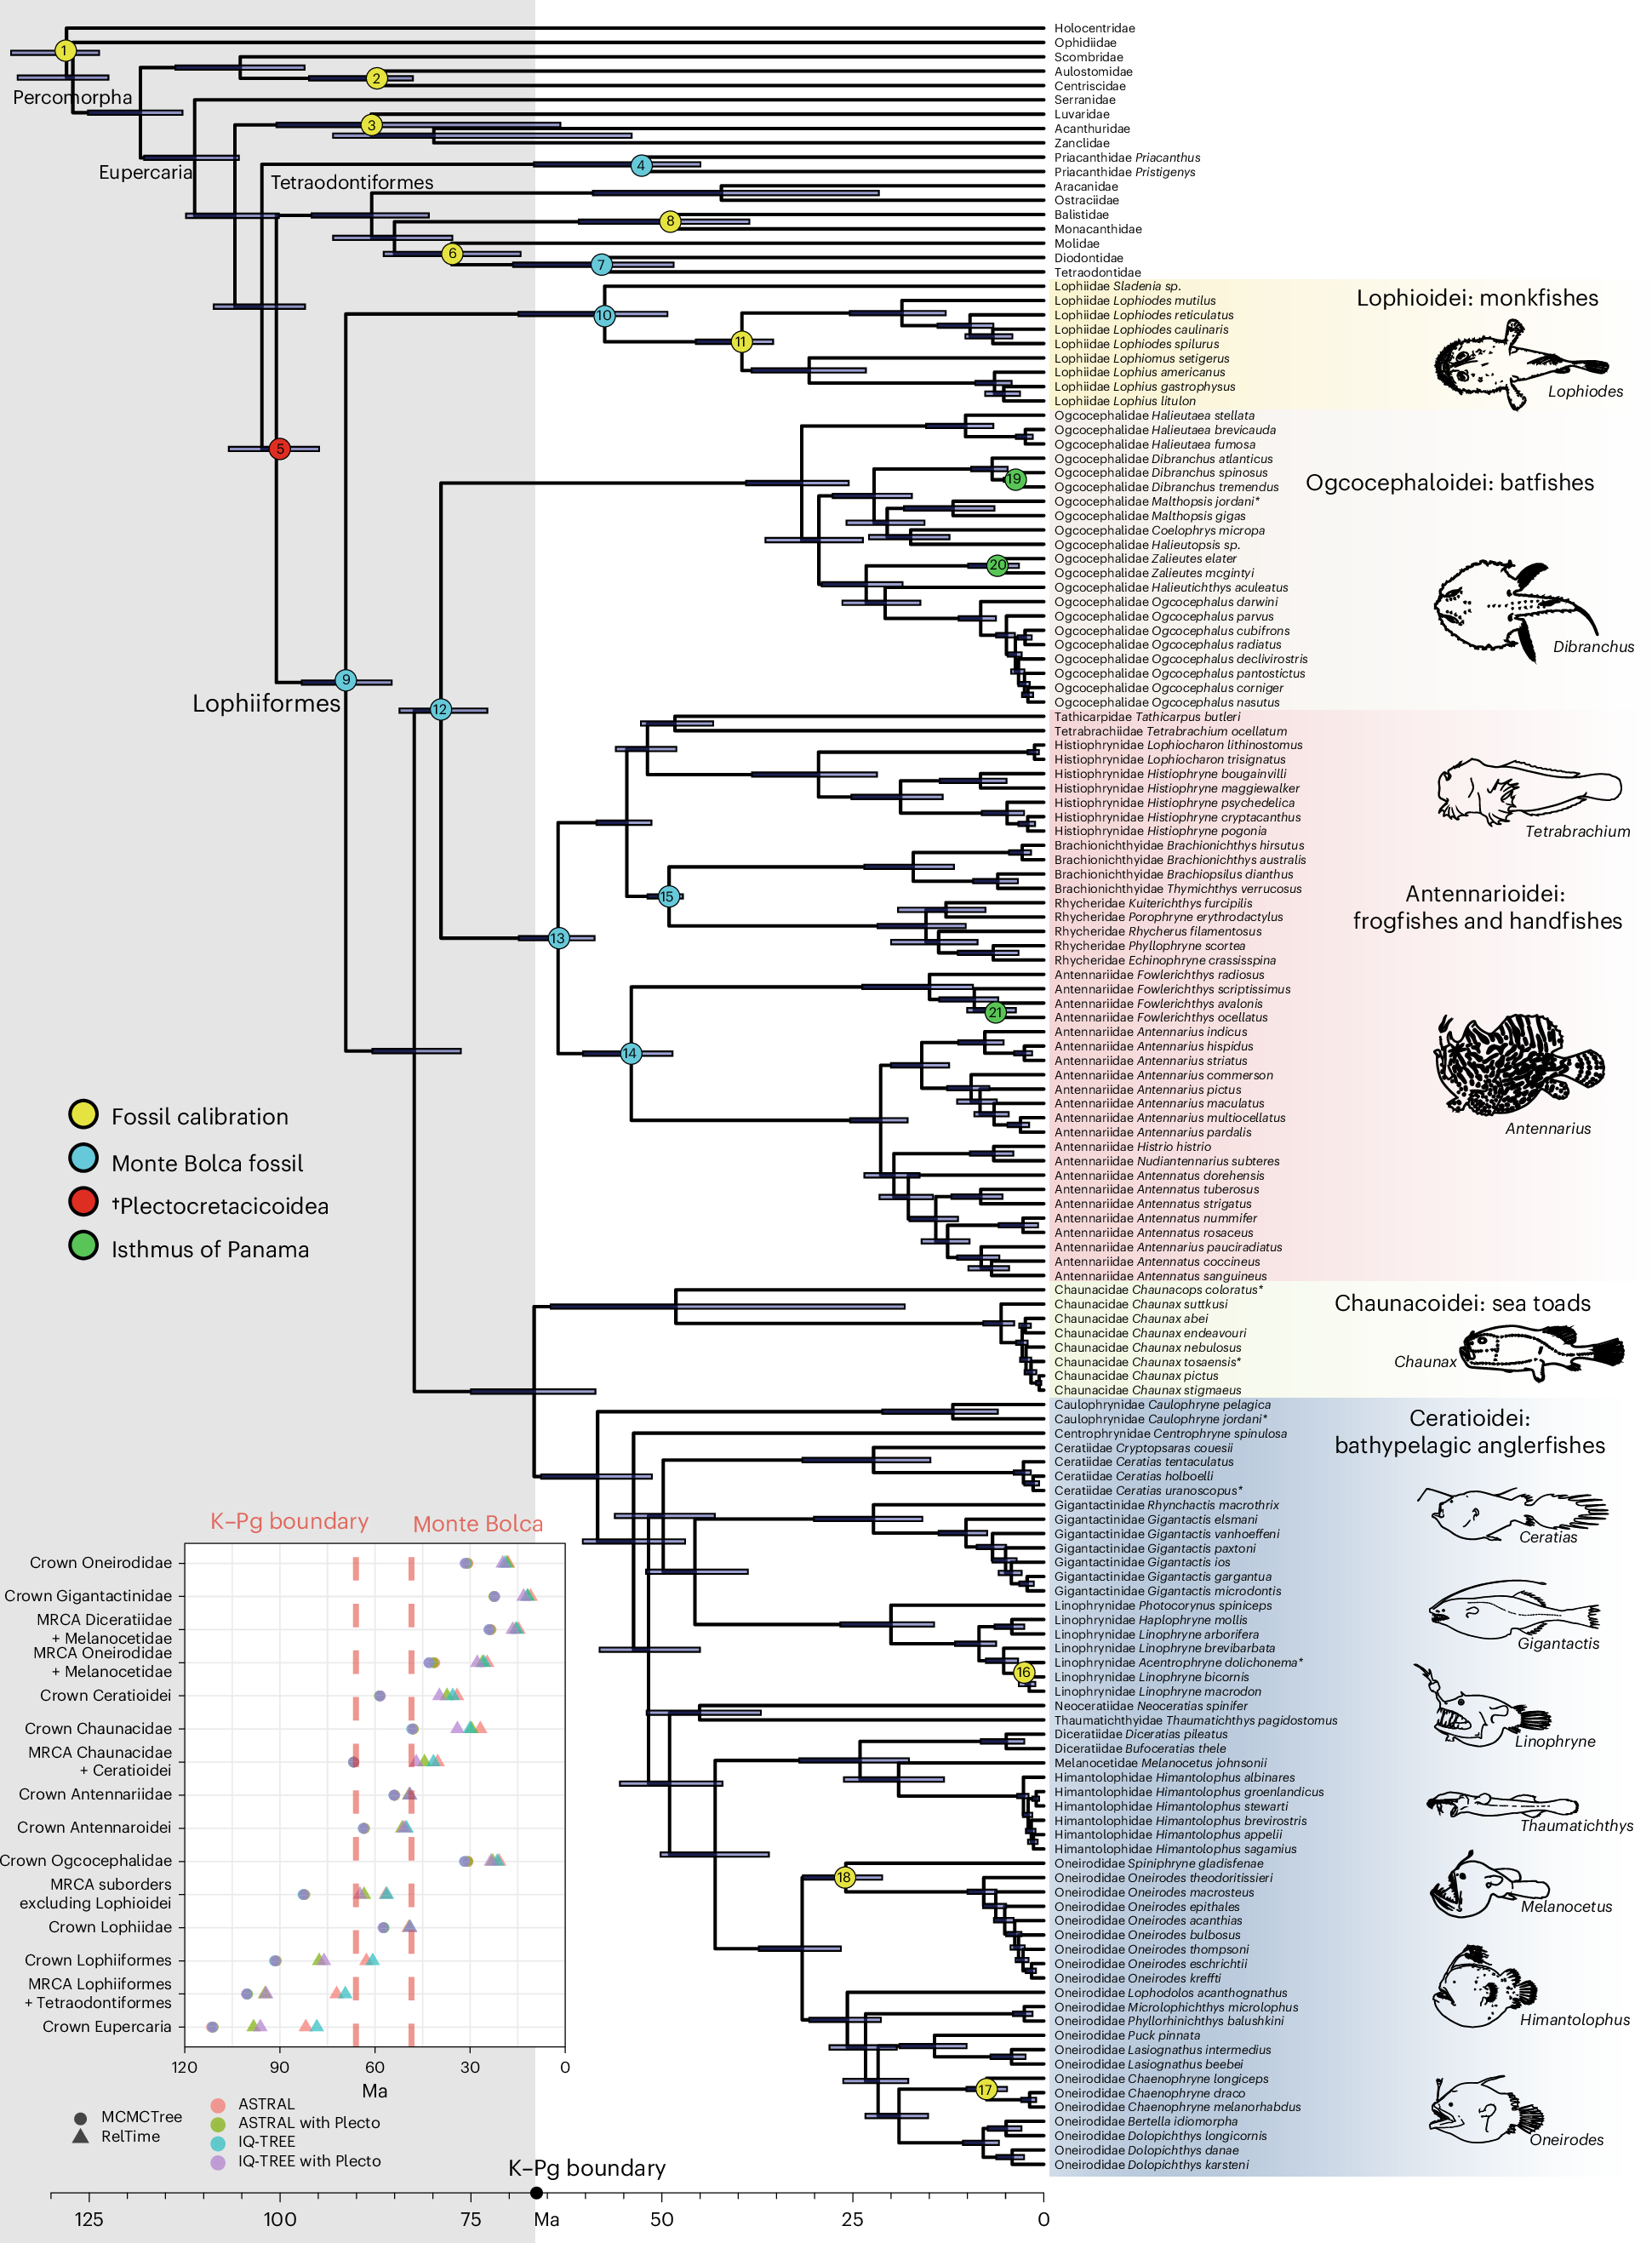 Holocentridae
Ophidiidae
Scombridae
Aulostomidae
Centriscidae
Serranidae
Luvaridae
Acanthuridae
Zanclidae
Priacanthidae Priacanthus
Priacanthidae Pristigenys
Aracanidae
Ostraciidae
Balistidae
Monacanthidae
Molidae
Diodontidae
Tetraodontidae
Lophiidae Sladenia sp.
Lophiidae Lophiodes mutilus
Lophiidae Lophiodes reticulatus
Lophiidae Lophiodes caulinaris
Lophiidae Lophiodes spilurus
Lophiidae Lophiomus setigerus
Lophiidae Lophius americanus
Lophiidae Lophius gastrophysus
Lophiidae Lophius litulon
Ogcocephalidae Halieutaea stellata
Ogcocephalidae Halieutaea brevicauda
Ogcocephalidae Halieutaea fumosa
Ogcocephalidae Dibranchus atlanticus
Ogcocephalidae Dibranchus spinosus
Ogcocephalidae Dibranchus tremendus
Ogcocephalidae Malthopsis jordani*
Ogcocephalidae Malthopsis gigas
Ogcocephalidae Coelophrys micropa
Ogcocephalidae Halieutopsis sp.
Ogcocephalidae Zalieutes elater
Ogcocephalidae Zalieutes mcgintyi
Ogcocephalidae Halieutichthys aculeatus
Ogcocephalidae Ogcocephalus darwini
Ogcocephalidae Ogcocephalus parvus
Ogcocephalidae Ogcocephalus cubifrons
Ogcocephalidae Ogcocephalus radiatus
Ogcocephalidae Ogcocephalus declivirostris
Ogcocephalidae Ogcocephalus pantostictus
Ogcocephalidae Ogcocephalus corniger
Ogcocephalidae Ogcocephalus nasutus
Tathicarpidae Tathicarpus butleri
Tetrabrachiidae Tetrabrachium ocellatum
Histiophrynidae Lophiocharon lithinostomus
Histiophrynidae Lophiocharon trisignatus
Histiophrynidae Histiophryne bougainvilli
Histiophrynidae Histiophryne maggiewalker
Histiophrynidae Histiophryne psychedelica
Histiophrynidae Histiophryne cryptacanthus
Histiophrynidae Histiophryne pogonia
Brachionichthyidae Brachionichthys hirsutus
Brachionichthyidae Brachionichthys australis
Brachionichthyidae Brachiopsilus dianthus
Brachionichthyidae Thymichthys verrucosus
Rhycheridae Kuiterichthys furcipilis
Rhycheridae Porophryne erythrodactylus
Rhycheridae Rhycherus filamentosus
Rhycheridae Phyllophryne scortea
Rhycheridae Echinophryne crassisspina
Antennariidae Fowlerichthys radiosus
Antennariidae Fowlerichthys scriptissimus
Antennariidae Fowlerichthys avalonis
Antennariidae Fowlerichthys ocellatus
Antennariidae Antennarius indicus
Antennariidae Antennarius hispidus
Antennariidae Antennarius striatus
Antennariidae Antennarius commerson
Antennariidae Antennarius pictus
Antennariidae Antennarius maculatus
Antennariidae Antennarius multiocellatus
Antennariidae Antennarius pardalis
Antennariidae Histrio histrio
Antennariidae Nudiantennarius subteres
Antennariidae Antennatus dorehensis
Antennariidae Antennatus tuberosus
Antennariidae Antennatus strigatus
Antennariidae Antennatus nummifer
Antennariidae Antennatus rosaceus
Antennariidae Antennarius pauciradiatus
Antennariidae Antennatus coccineus
Antennariidae Antennatus sanguineus
Chaunacidae Chaunacops coloratus*
Chaunacidae Chaunax suttkusi
Chaunacidae Chaunax abei
Chaunacidae Chaunax endeavouri
Chaunacidae Chaunax nebulosus
Chaunacidae Chaunax tosaensis*
Chaunacidae Chaunax pictus
Chaunacidae Chaunax stigmaeus
Caulophrynidae Caulophryne pelagica
Caulophrynidae Caulophryne jordani*
Centrophrynidae Centrophryne spinulosa
Ceratiidae Cryptopsaras couesii
Ceratiidae Ceratias tentaculatus
Ceratiidae Ceratias holboelli
Ceratiidae Ceratias uranoscopus*
Gigantactinidae Rhynchactis macrothrix
Gigantactinidae Gigantactis elsmani
Gigantactinidae Gigantactis vanhoeffeni
Gigantactinidae Gigantactis paxtoni
Gigantactinidae Gigantactis ios
Gigantactinidae Gigantactis gargantua
Gigantactinidae Gigantactis microdontis
Linophrynidae Photocorynus spiniceps
Linophrynidae Haplophryne mollis
Linophrynidae Linophryne arborifera
Linophrynidae Linophryne brevibarbata
Linophrynidae Acentrophryne dolichonema*
Linophrynidae Linophryne bicornis
Linophrynidae Linophryne macrodon
Neoceratiidae Neoceratias spinifer
Thaumatichthyidae Thaumatichthys pagidostomus
Diceratiidae Diceratias pileatus
Diceratiidae Bufoceratias thele
Melanocetidae Melanocetus johnsonii
Himantolophidae Himantolophus albinares
Himantolophidae Himantolophus groenlandicus
Himantolophidae Himantolophus stewarti
Himantolophidae Himantolophus brevirostris
Himantolophidae Himantolophus appelii
Himantolophidae Himantolophus sagamius
Oneirodidae Spiniphryne gladisfenae
Oneirodidae Oneirodes theodoritissieri
Oneirodidae Oneirodes macrosteus
Oneirodidae Oneirodes epithales
Oneirodidae Oneirodes acanthias
Oneirodidae Oneirodes bulbosus
Oneirodidae Oneirodes thompsoni
Oneirodidae Oneirodes eschrichtii
Oneirodidae Oneirodes kreffti
Oneirodidae Lophodolos acanthognathus
Oneirodidae Microlophichthys microlophus
Oneirodidae Phyllorhinichthys balushkini
Oneirodidae Puck pinnata
Oneirodidae Lasiognathus intermedius
Oneirodidae Lasiognathus beebei
Oneirodidae Chaenophryne longiceps
Oneirodidae Chaenophryne draco
Oneirodidae Chaenophryne melanorhabdus
Oneirodidae Bertella idiomorpha
Oneirodidae Dolopichthys longicornis
Oneirodidae Dolopichthys danae
Oneirodidae Dolopichthys karsteni
Lophioidei: monkfishes
Lophiodes
Ogcocephaloidei: batfishes
Dibranchus
Tetrabrachium
Antennarioidei:
frogfishes and handfishes
Antennarius
Chaunacoidei: sea toads
Chaunax
Ceratioidei:
bathypelagic anglerfishes
Ceratias
Gigantactis
Linophryne
Thaumatichthys
Melanocetus
Himantolophus
Oneirodes
Percomorpha
Eupercaria
Tetraodontiformes
Lophiiformes
1
2
3
4
8
6
7
10
11
5
19
20
9
12
15
13
21
14
16
18
17
Fossil calibration
Monte Bolca fossil
†Plectocretacicoidea
Isthmus of Panama
K–Pg boundary
Monte Bolca
Crown Oneirodidae
Crown Gigantactinidae
MRCA Diceratiidae
+ Melanocetidae
MRCA Oneirodidae
+ Melanocetidae
Crown Ceratioidei
Crown Chaunacidae
MRCA Chaunacidae
+ Ceratioidei
Crown Antennariidae
Crown Antennaroidei
Crown Ogcocephalidae
MRCA suborders
excluding Lophioidei
Crown Lophiidae
Crown Lophiiformes
MRCA Lophiiformes
+ Tetraodontiformes
Crown Eupercaria
120 90 60 30 0
Ma
MCMCTree
RelTime
ASTRAL
ASTRAL with Plecto
IQ-TREE
IQ-TREE with Plecto
K–Pg boundary
125 100 75 Ma 50 25 0